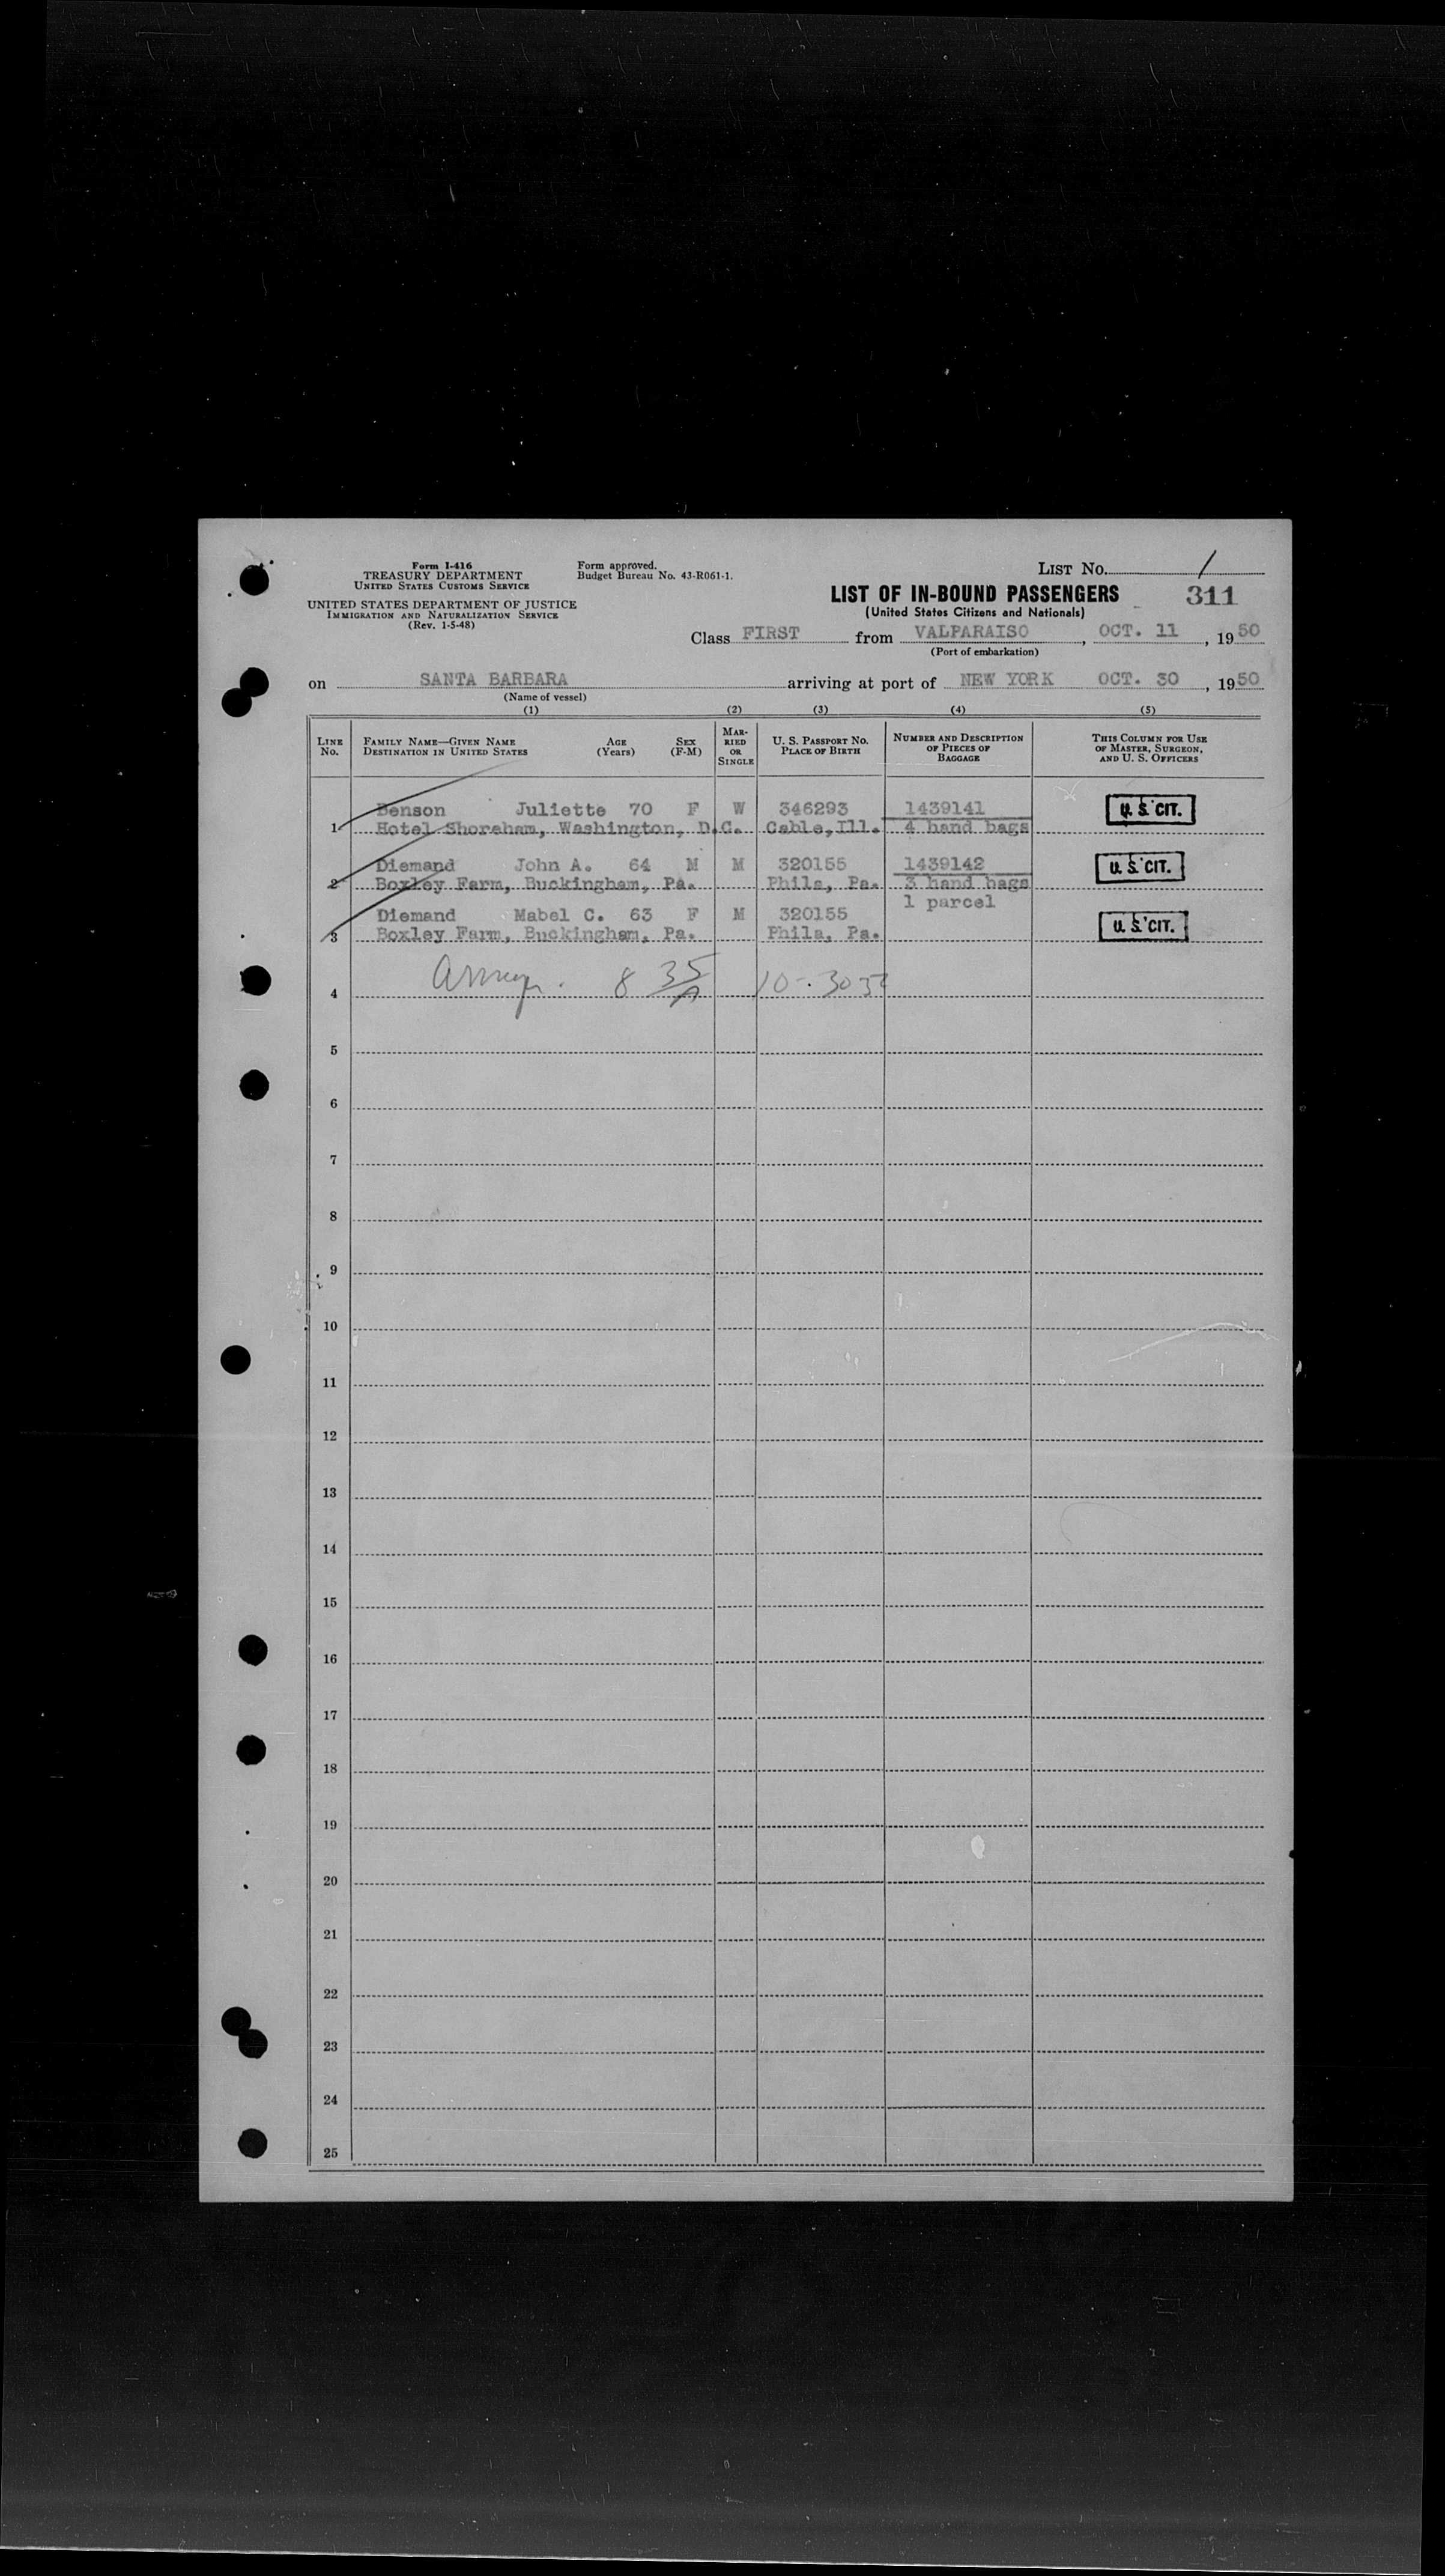 Form I-416
TREASURY DEPARTMENT
UNITED STATES CUSTOMS SERVICE
UNITED STATES DEPARTMENT OF JUSTICE
IMMIGRATION AND NATURALIZATION SERVICE
(Rev. 1-5-48)
Form approved.
Budget Bureau No. 43-R061-1.
LIST No. 1
LIST OF IN-BOUND PASSENGERS 311
(United States Citizens and Nationals)
Class FIRST from VALPARAISO, OCT. 11, 1950
(Port of embarkation)
on SANTA BARBARA arriving at port of NEW YORK OCT. 30, 1950
(Name of vessel)
(1) (2) (3) (4) (5)
LINE No. FAMILY NAME—GIVEN NAME DESTINATION IN UNITED STATES AGE (Years) SEX (F-M) MARRIED OR SINGLE U. S. PASSPORT NO. PLACE OF BIRTH NUMBER AND DESCRIPTION OF PIECES OF BAGGAGE THIS COLUMN FOR USE OF MASTER, SURGEON, AND U. S. OFFICERS
Benson Juliette 70 F W 346293 1439141 U. S. CIT.
1 Hotel Shoreham, Washington, D.C. Cable, Ill. 4 hand bags
Diemand John A. 64 M M 320155 1439142 U. S. CIT.
2 Boxley Farm, Buckingham, Pa. Phila, Pa. 3 hand bags
1 parcel
Diemand Mabel C. 63 F M 320155 U. S. CIT.
3 Boxley Farm, Buckingham, Pa. Phila, Pa.
4 8 35/A 10-30 50
5
6
7
8
9
10
11
12
13
14
15
16
17
18
19
20
21
22
23
24
25